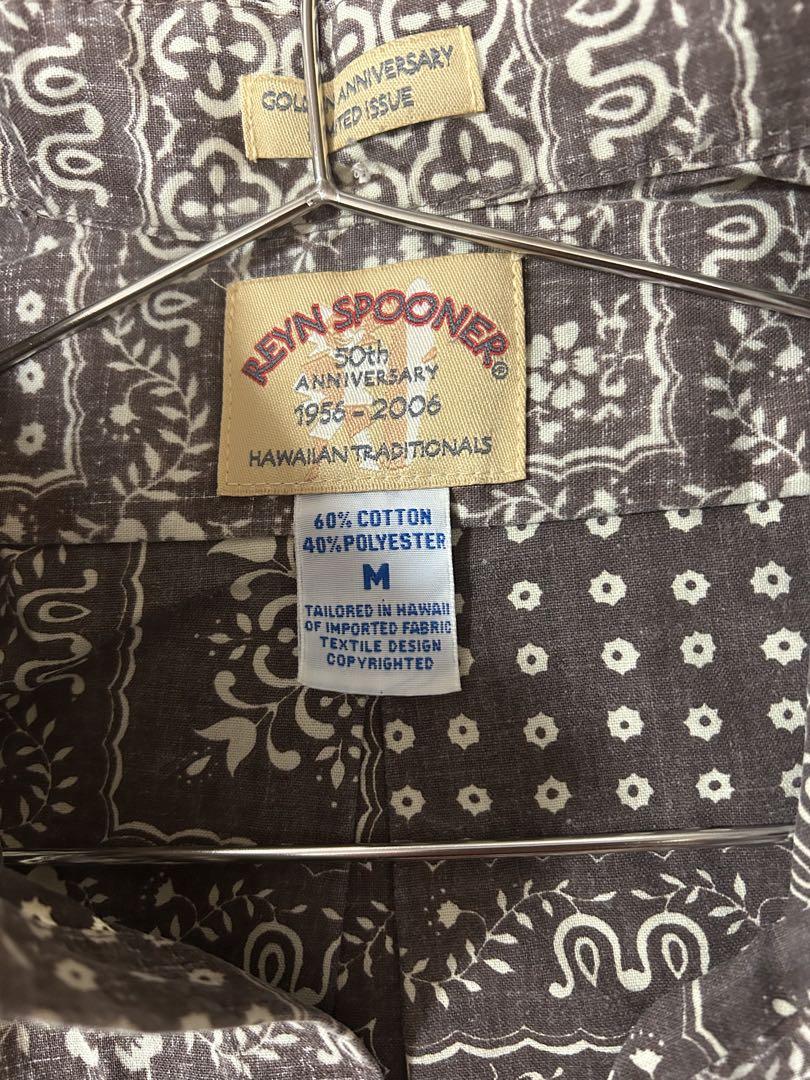 ANNIVERSARY
ISSUE
REYN SPOONER®
50th
ANNIVERSARY
1956 - 2006
HAWAIIAN TRADITIONALS
60% COTTON
40% POLYESTER
M
TAILORED IN HAWAII
OF IMPORTED FABRIC
TEXTILE DESIGN
COPYRIGHTED